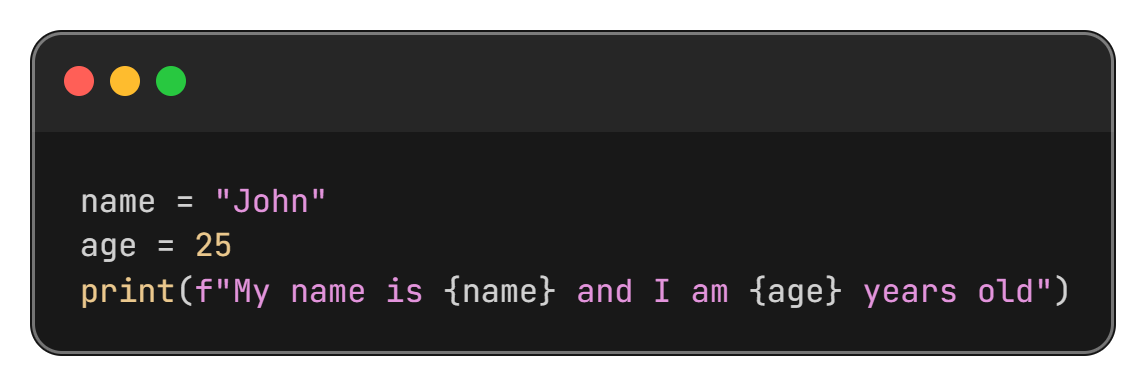 name = "John"
age = 25
print(f"My name is {name} and I am {age} years old")